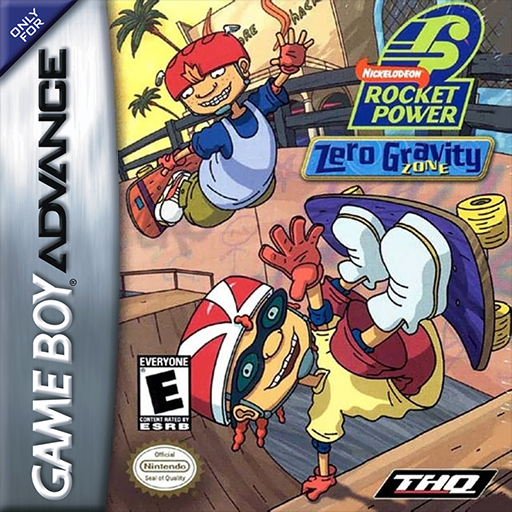 ONLY
FOR
GAME BOY ADVANCE
NICKELODEON
ROCKET
POWER
Zero Gravity
ZONE
EVERYONE
E
CONTENT RATED BY
ESRB
Official
Nintendo
Seal of Quality
THQ